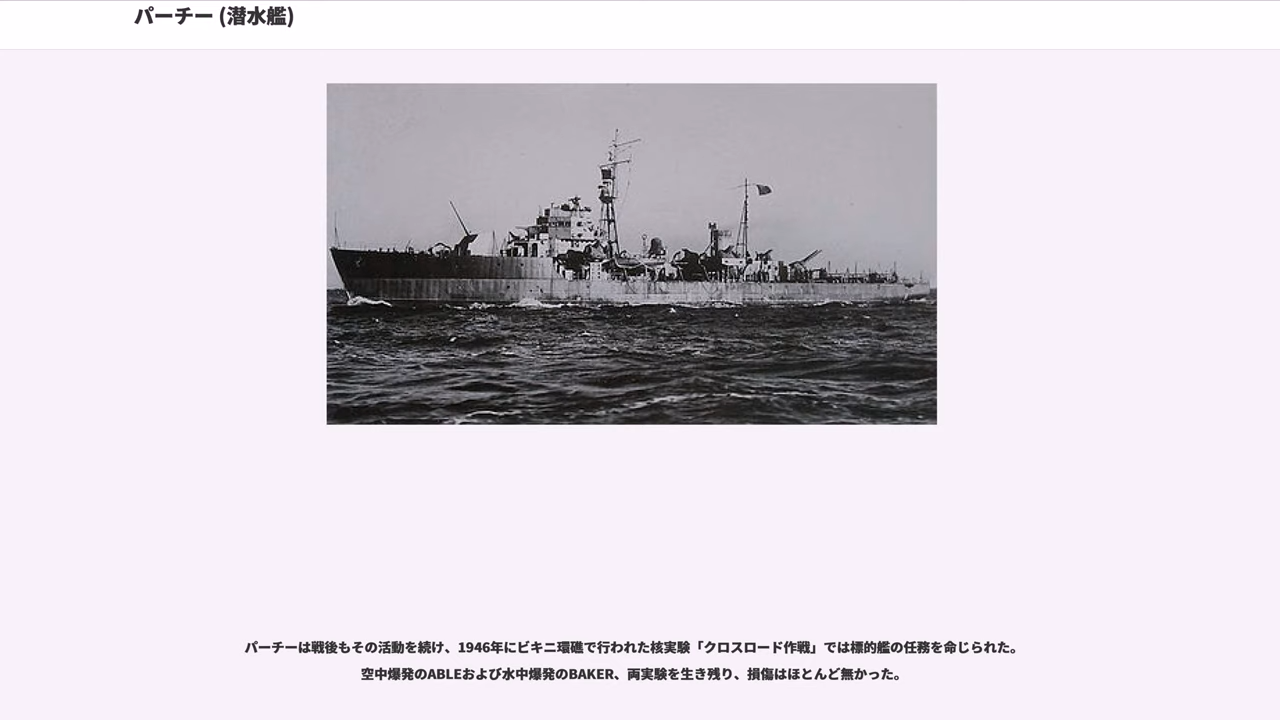 パーチー (潜水艦)
パーチーは戦後もその活動を続け、1946年にビキニ環礁で行われた核実験「クロスロード作戦」では標的艦の任務を命じられた。
空中爆発のABLEおよび水中爆発のBAKER、両実験を生き残り、損傷はほとんど無かった。